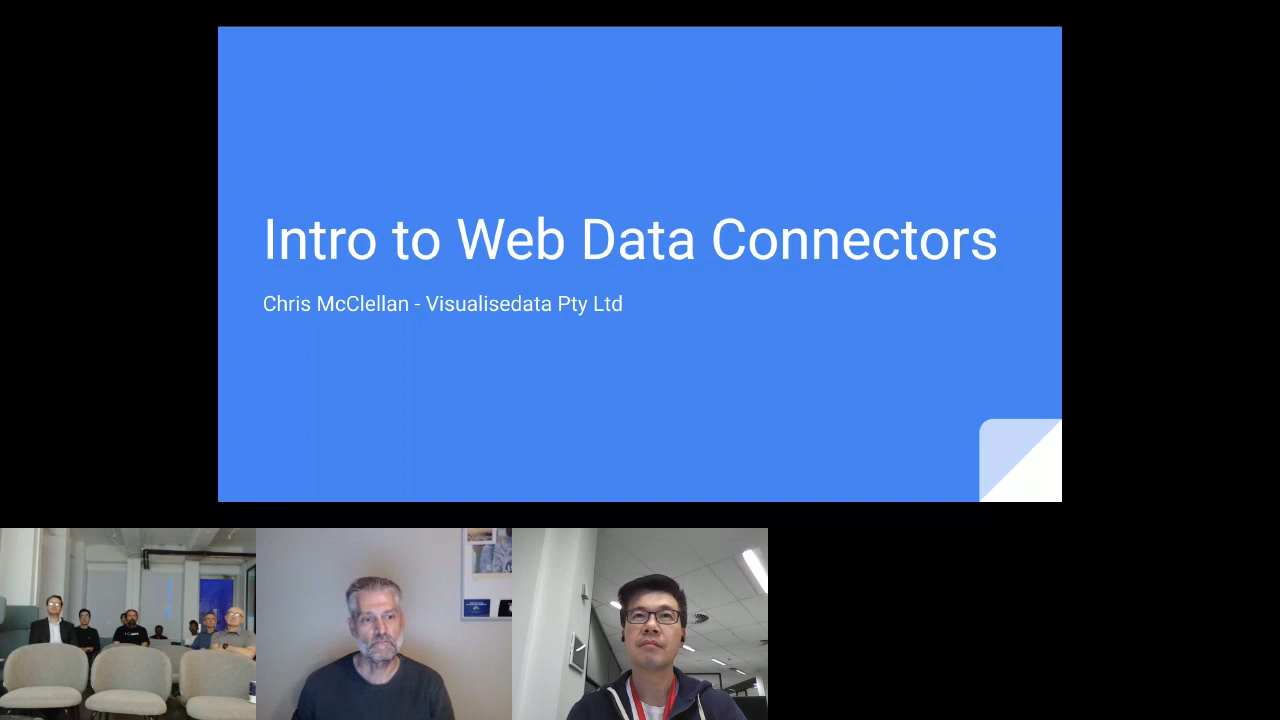 Intro to Web Data Connectors
Chris McClellan - Visualisedata Pty Ltd